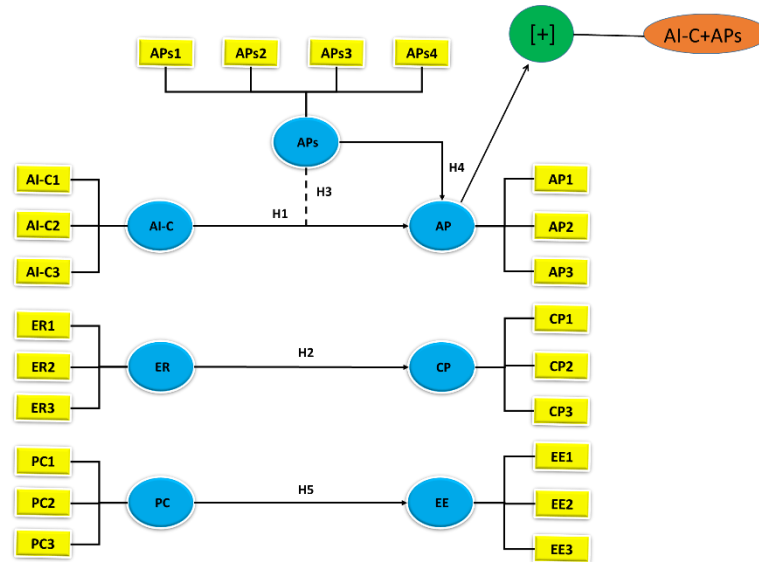 [+]
AI-C+APs
APs1
APs2
APs3
APs4
APs
H4
H3
AI-C1
AI-C2
AI-C3
AI-C
H1
AP
AP1
AP2
AP3
ER1
ER2
ER3
ER
H2
CP
CP1
CP2
CP3
PC1
PC2
PC3
PC
H5
EE
EE1
EE2
EE3